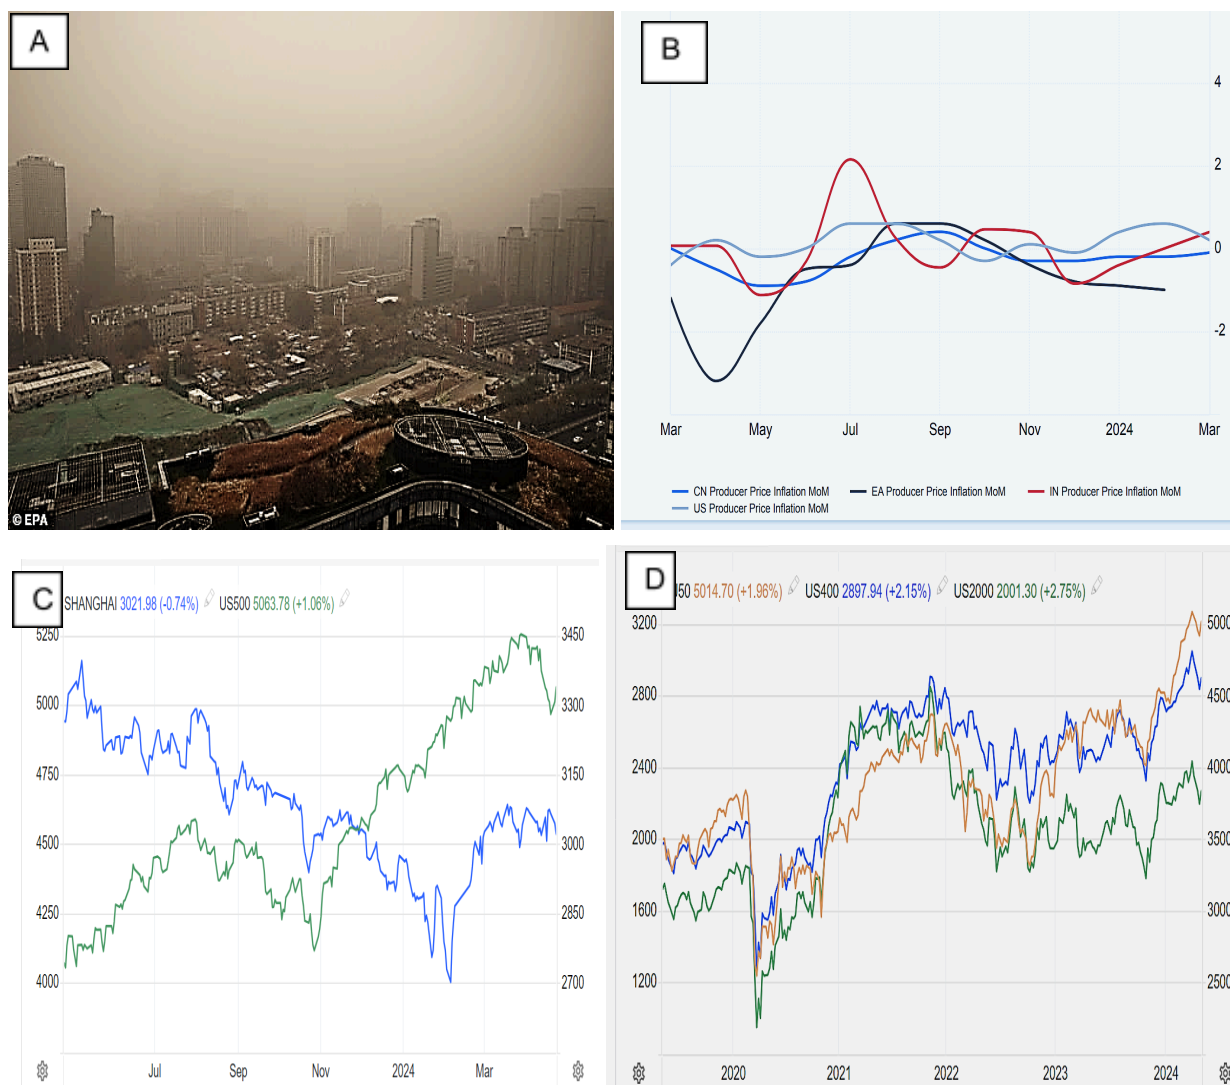 A
© EPA
B
4
2
0
-2
Mar May Jul Sep Nov 2024 Mar
CN Producer Price Inflation MoM EA Producer Price Inflation MoM IN Producer Price Inflation MoM
US Producer Price Inflation MoM
C
SHANGHAI 3021.98 (-0.74%) US500 5063.78 (+1.06%)
5250 3450
5000 3300
4750 3150
4500 3000
4250 2850
4000 2700
Jul Sep Nov 2024 Mar
D
50 5014.70 (+1.96%) US400 2897.94 (+2.15%) US2000 2001.30 (+2.75%)
3200 5000
2800 4500
2400 4000
2000 3500
1600 3000
1200 2500
2020 2021 2022 2023 2024